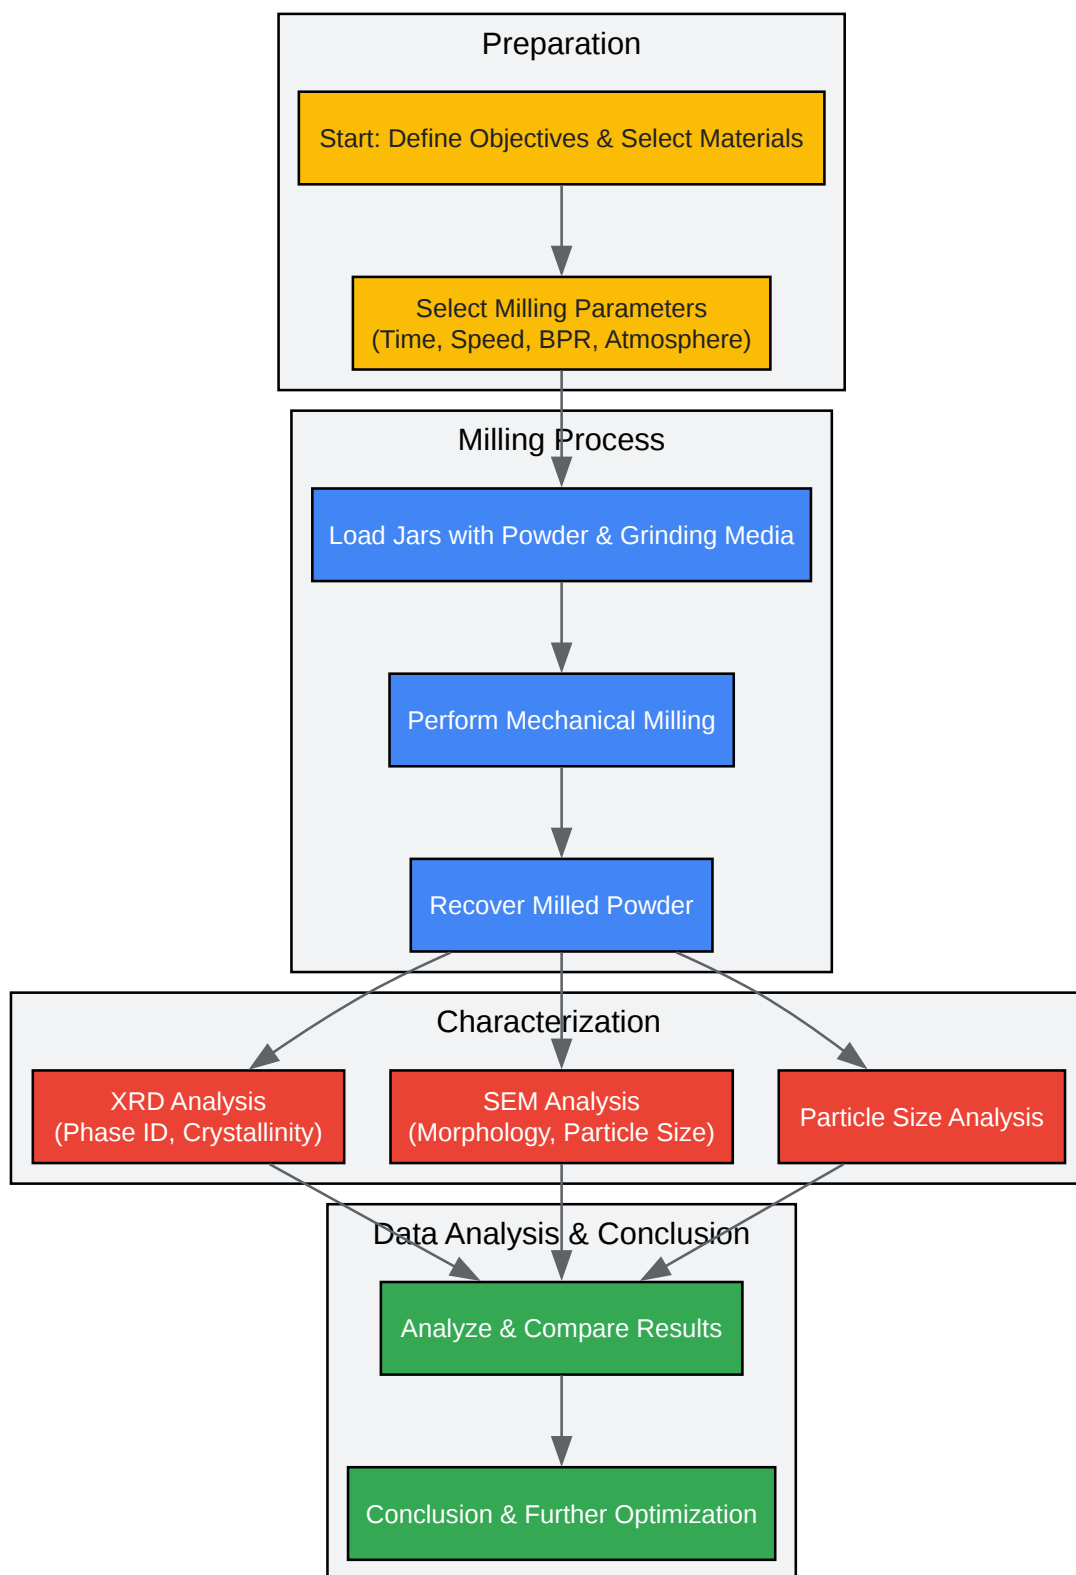 Preparation
Start: Define Objectives & Select Materials
Select Milling Parameters
(Time, Speed, BPR, Atmosphere)
Milling Process
Load Jars with Powder & Grinding Media
Perform Mechanical Milling
Recover Milled Powder
Characterization
XRD Analysis
(Phase ID, Crystallinity)
SEM Analysis
(Morphology, Particle Size)
Particle Size Analysis
Data Analysis & Conclusion
Analyze & Compare Results
Conclusion & Further Optimization